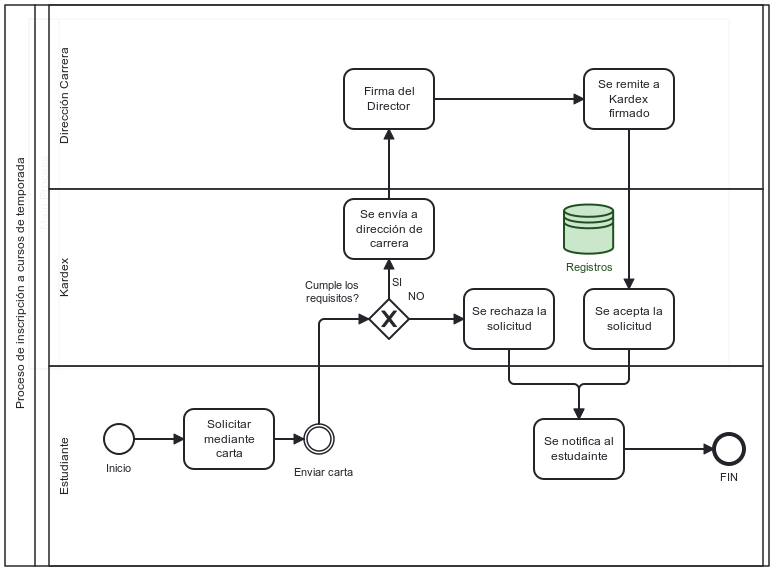 Proceso de inscripción a cursos de temporada
Dirección Carrera
Firma del
Director
Se remite a
Kardex
firmado
Kardex
Se envía a
dirección de
carrera
Registros
Cumple los
requisitos?
SI
NO
Se rechaza la
solicitud
Se acepta la
solicitud
Estudiante
Inicio
Solicitar
mediante
carta
Enviar carta
Se notifica al
estudainte
FIN